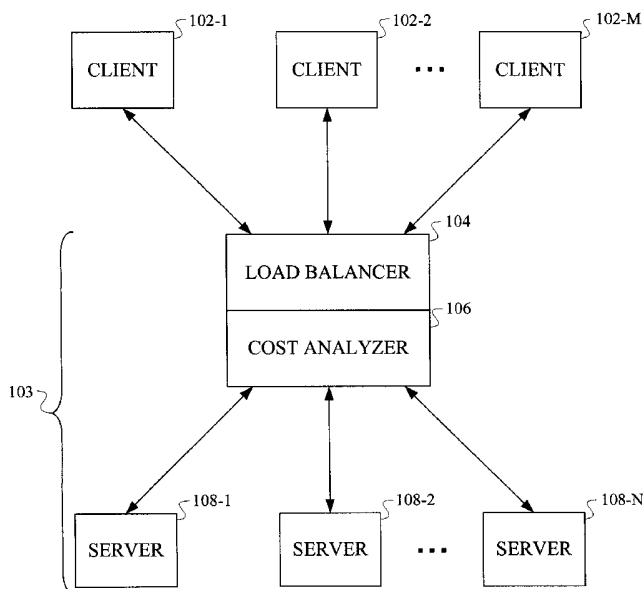 102-1 102-2 102-M
CLIENT CLIENT ... CLIENT
104
LOAD BALANCER
106
COST ANALYZER
103
108-1 108-2 108-N
SERVER SERVER ... SERVER